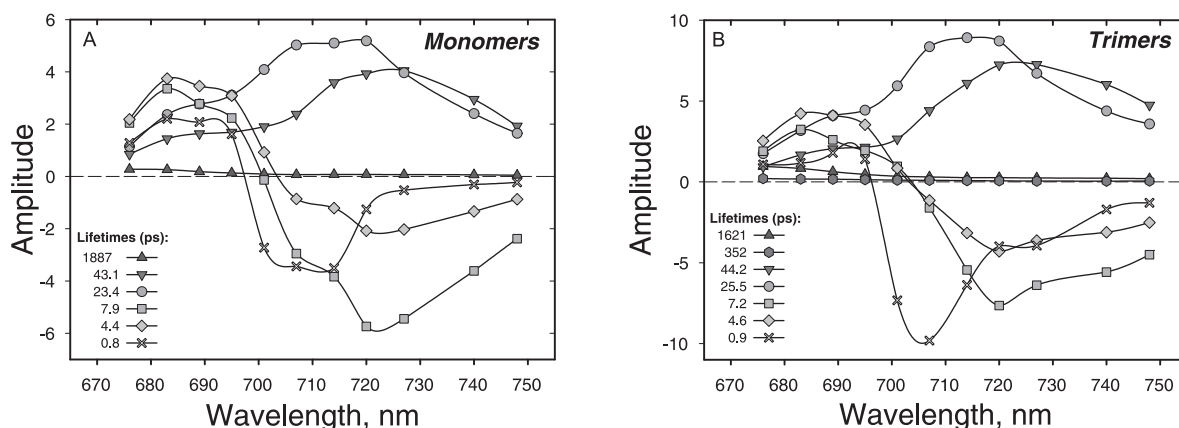 A
Monomers
6
4
2
0
-2
-4
-6
Amplitude
Lifetimes (ps):
1887
43.1
23.4
7.9
4.4
0.8
670 680 690 700 710 720 730 740 750
Wavelength, nm
B
Trimers
10
5
0
-5
-10
Amplitude
Lifetimes (ps):
1621
352
44.2
25.5
7.2
4.6
0.9
670 680 690 700 710 720 730 740 750
Wavelength, nm